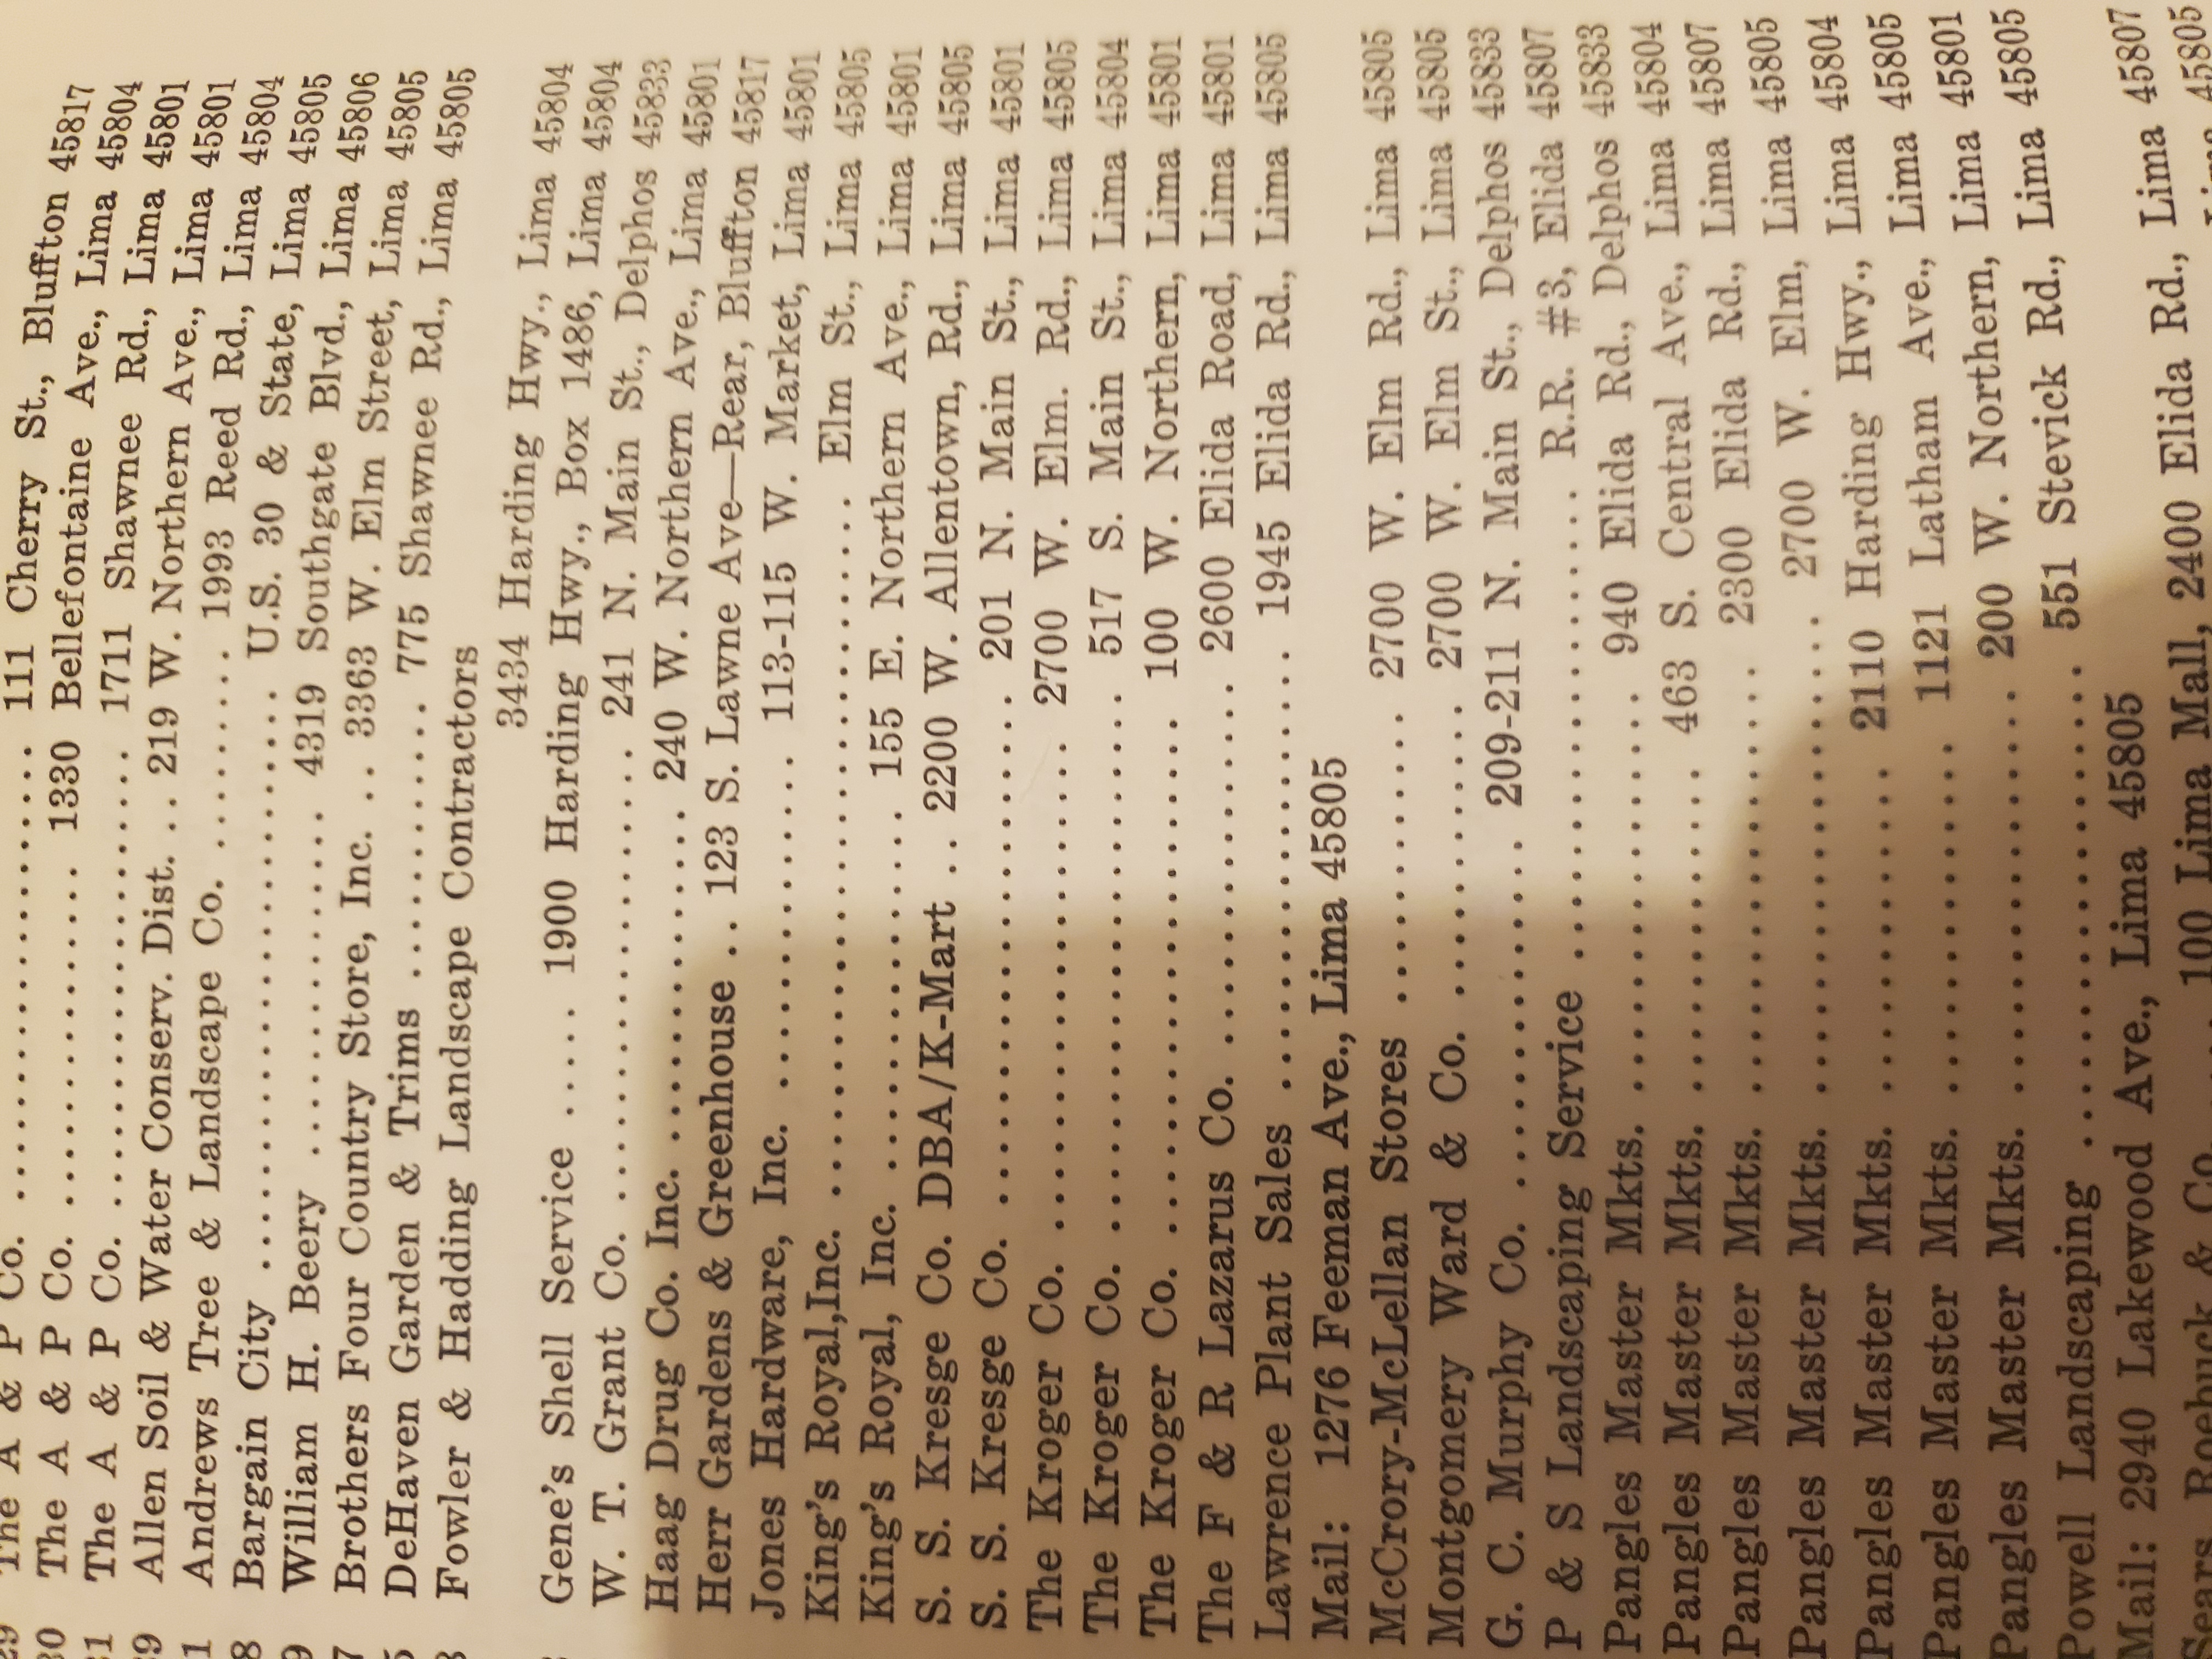 29 The A & P Co. .................... 111 Cherry St., Bluffton 45817
30 The A & P Co. ................ 1330 Bellefontaine Ave., Lima 45804
31 The A & P Co. .................... 1711 Shawnee Rd., Lima 45801
39 Allen Soil & Water Conserv. Dist. .. 219 W. Northern Ave., Lima 45801
1 Andrews Tree & Landscape Co. ........ 1993 Reed Rd., Lima 45804
8 Bargain City .......................... U.S. 30 & State, Lima 45805
9 William H. Beery .............. 4319 Southgate Blvd., Lima 45806
7 Brothers Four Country Store, Inc. .. 3363 W. Elm Street, Lima 45805
5 DeHaven Garden & Trims ............ 775 Shawnee Rd., Lima 45805
3 Fowler & Hadding Landscape Contractors
3434 Harding Hwy., Lima 45804
Gene's Shell Service .... 1900 Harding Hwy., Box 1486, Lima 45804
W. T. Grant Co. .................... 241 N. Main St., Delphos 45833
Haag Drug Co. Inc. ................ 240 W. Northern Ave., Lima 45801
Herr Gardens & Greenhouse .. 123 S. Lawne Ave—Rear, Bluffton 45817
Jones Hardware, Inc. ................ 113-115 W. Market, Lima 45801
King's Royal,Inc. ................................ Elm St., Lima 45805
King's Royal, Inc. ................ 155 E. Northern Ave., Lima 45801
S. S. Kresge Co. DBA/K-Mart .. 2200 W. Allentown, Rd., Lima 45805
S. S. Kresge Co. ........................ 201 N. Main St., Lima 45801
The Kroger Co. ........................ 2700 W. Elm. Rd., Lima 45805
The Kroger Co. ........................ 517 S. Main St., Lima 45804
The Kroger Co. ........................ 100 W. Northern, Lima 45801
The F & R Lazarus Co. .................. 2600 Elida Road, Lima 45801
Lawrence Plant Sales .................... 1945 Elida Rd., Lima 45805
Mail: 1276 Feeman Ave., Lima 45805
McCrory-McLellan Stores .............. 2700 W. Elm Rd., Lima 45805
Montgomery Ward & Co. .............. 2700 W. Elm St., Lima 45805
G. C. Murphy Co. ................ 209-211 N. Main St., Delphos 45833
P & S Landscaping Service ...................... R.R. #3, Elida 45807
Pangles Master Mkts. .................. 940 Elida Rd., Delphos 45833
Pangles Master Mkts. ................ 463 S. Central Ave., Lima 45804
Pangles Master Mkts. .................... 2300 Elida Rd., Lima 45807
Pangles Master Mkts. ...................... 2700 W. Elm, Lima 45805
Pangles Master Mkts. ................ 2110 Harding Hwy., Lima 45804
Pangles Master Mkts. ................ 1121 Latham Ave., Lima 45805
Pangles Master Mkts. .................. 200 W. Northern, Lima 45801
Powell Landscaping ...................... 551 Stevick Rd., Lima 45805
Mail: 2940 Lakewood Ave., Lima 45805
Sears Roebuck & Co. .... 100 Lima Mall, 2400 Elida Rd., Lima 45807
Lima 45805